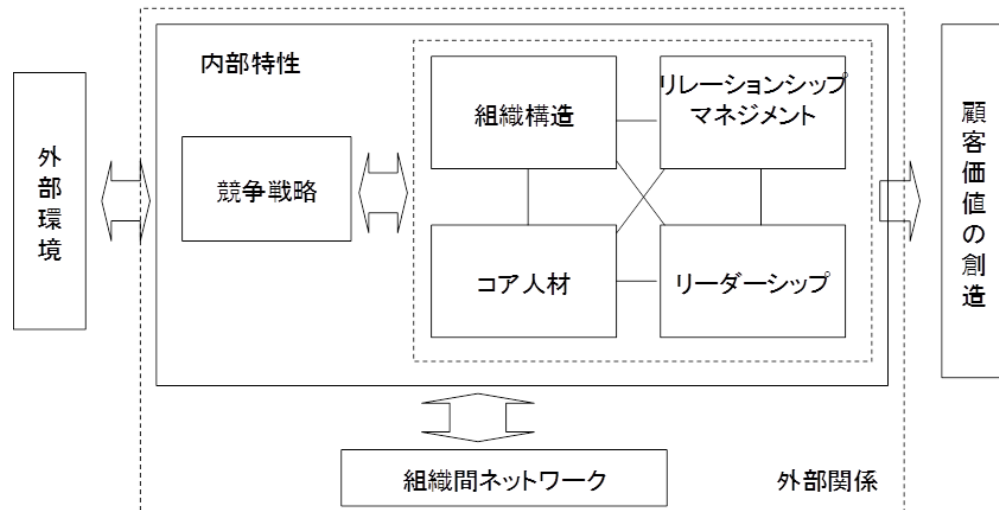 内部特性
外部環境
競争戦略
組織構造
リレーションシップ
マネジメント
コア人材
リーダーシップ
顧客価値の創造
組織間ネットワーク
外部関係